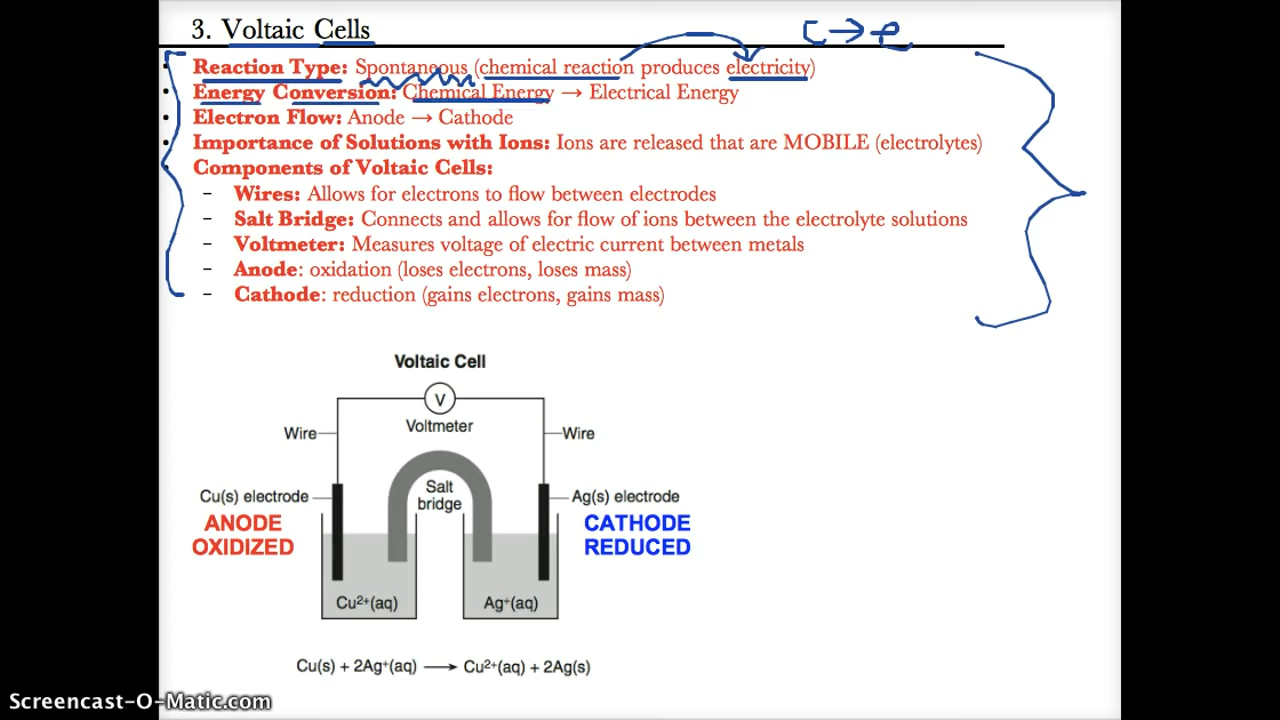 3. Voltaic Cells
C → e
• Reaction Type: Spontaneous (chemical reaction produces electricity)
• Energy Conversion: Chemical Energy → Electrical Energy
• Electron Flow: Anode → Cathode
• Importance of Solutions with Ions: Ions are released that are MOBILE (electrolytes)
Components of Voltaic Cells:
– Wires: Allows for electrons to flow between electrodes
– Salt Bridge: Connects and allows for flow of ions between the electrolyte solutions
– Voltmeter: Measures voltage of electric current between metals
– Anode: oxidation (loses electrons, loses mass)
– Cathode: reduction (gains electrons, gains mass)
Voltaic Cell
V
Voltmeter
Wire
Wire
Salt
bridge
Cu(s) electrode
Ag(s) electrode
ANODE
OXIDIZED
CATHODE
REDUCED
Cu²⁺(aq)
Ag⁺(aq)
Cu(s) + 2Ag⁺(aq) ⟶ Cu²⁺(aq) + 2Ag(s)
Screencast-O-Matic.com